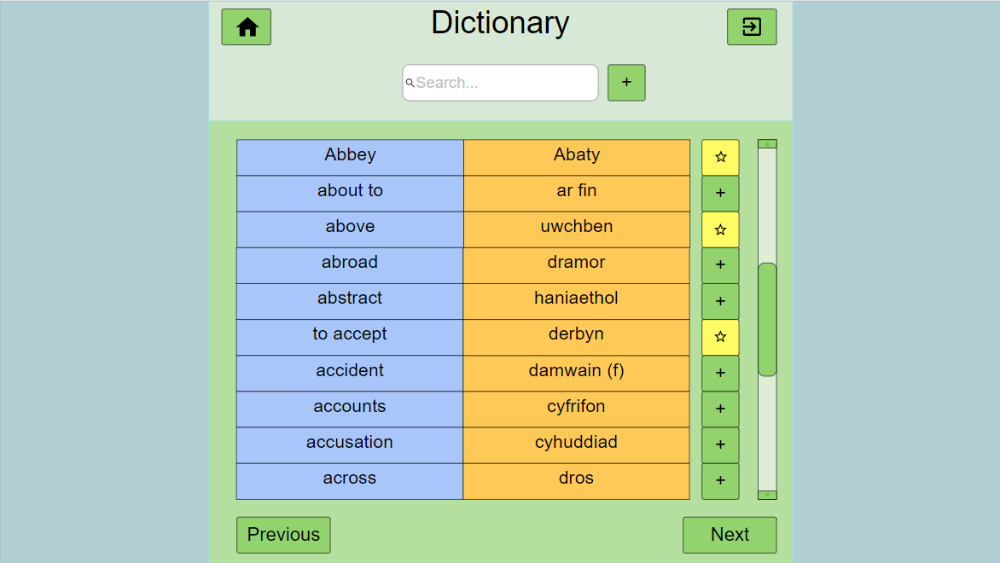 Dictionary
Search...
+
Abbey Abaty
about to ar fin +
above uwchben
abroad dramor +
abstract haniaethol +
to accept derbyn
accident damwain (f) +
accounts cyfrifon +
accusation cyhuddiad +
across dros +
Previous Next